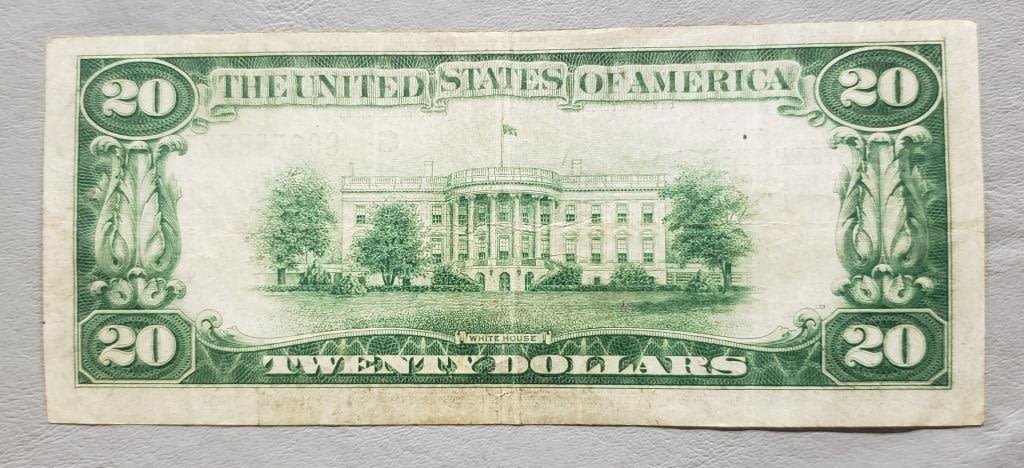 20 THE UNITED STATES OF AMERICA 20
WHITE HOUSE
20 TWENTY DOLLARS 20